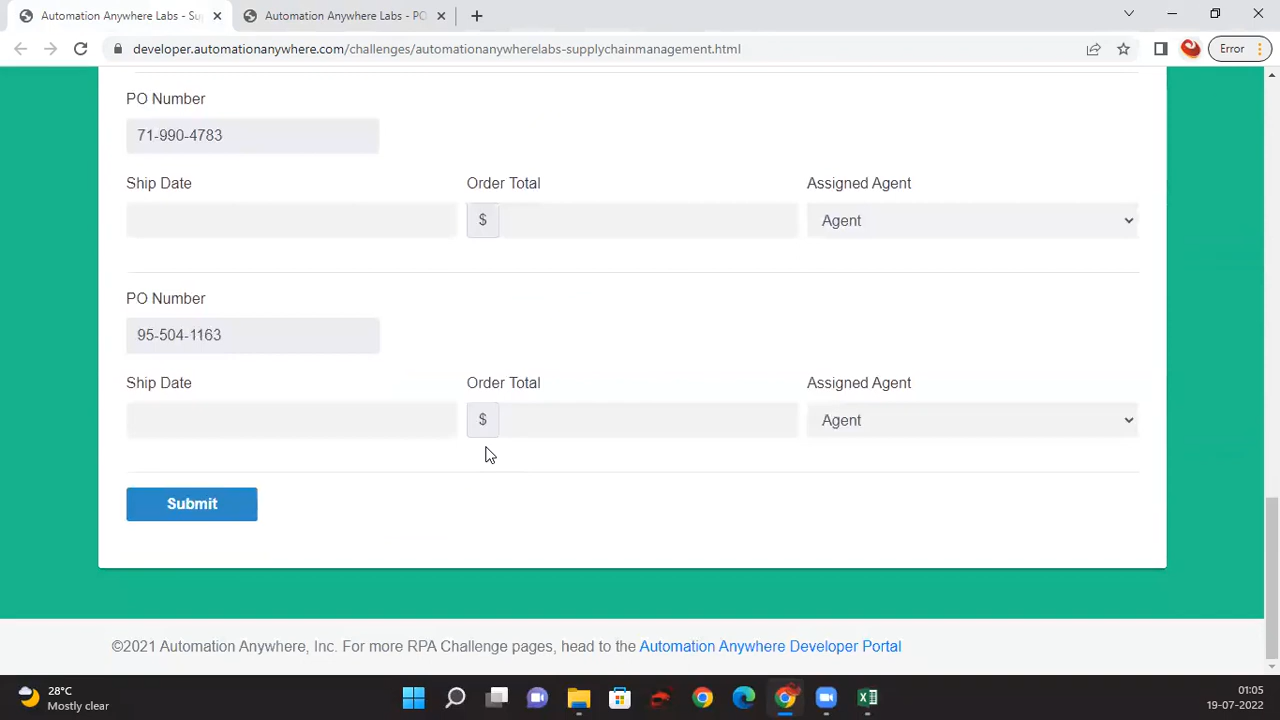 Automation Anywhere Labs - Su
Automation Anywhere Labs - PO
developer.automationanywhere.com/challenges/automationanywherelabs-supplychainmanagement.html
Error
PO Number
71-990-4783
Ship Date
Order Total
Assigned Agent
$
Agent
PO Number
95-504-1163
Ship Date
Order Total
Assigned Agent
$
Agent
Submit
©2021 Automation Anywhere, Inc. For more RPA Challenge pages, head to the Automation Anywhere Developer Portal
28°C
Mostly clear
01:05
19-07-2022